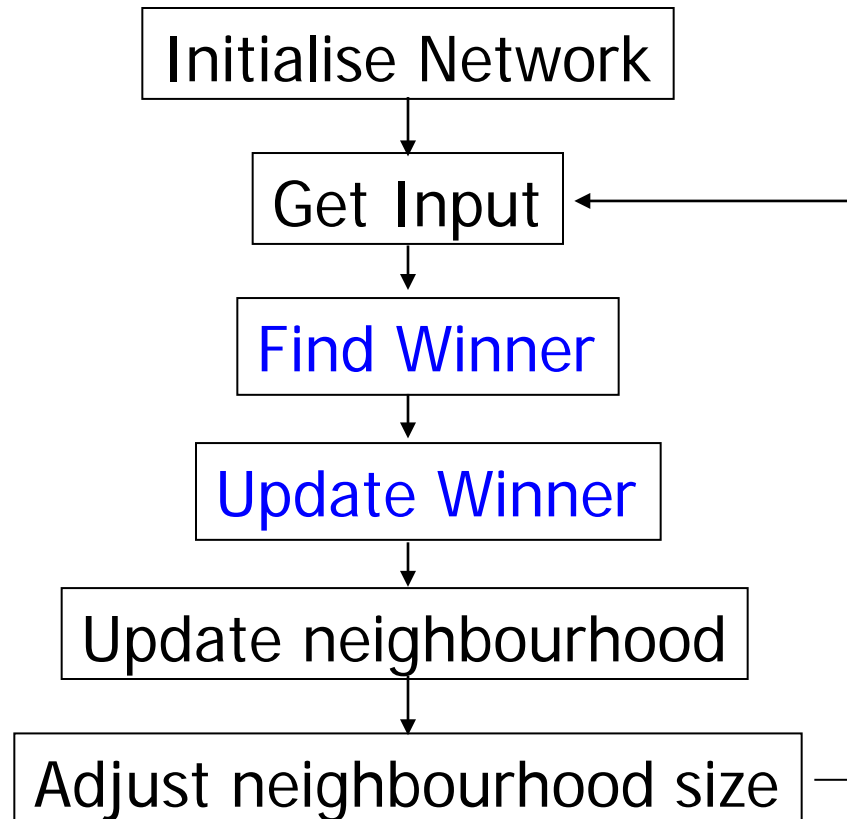 Initialise Network
Get Input
Find Winner
Update Winner
Update neighbourhood
Adjust neighbourhood size